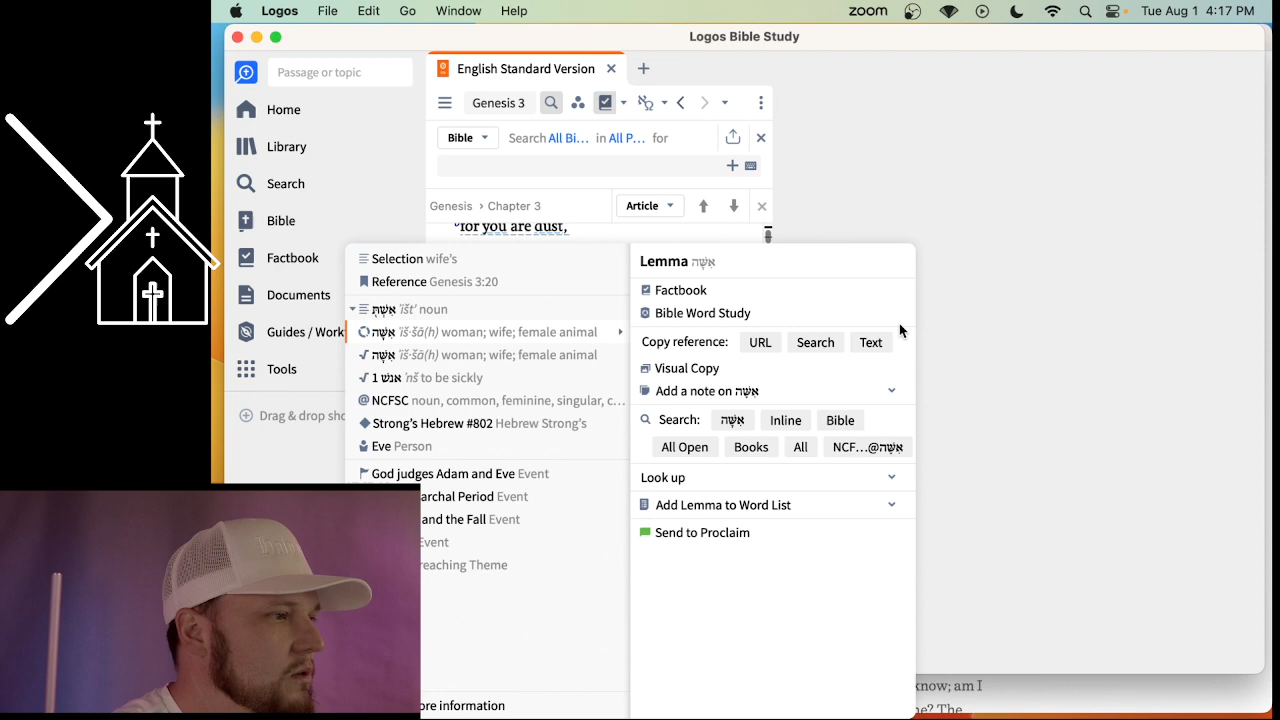 Logos File Edit Go Window Help zoom Tue Aug 1 4:17 PM
Logos Bible Study
Passage or topic
Home
Library
Search
Bible
Factbook
Documents
Guides / Work
Tools
Drag & drop sho
English Standard Version
Genesis 3
Bible Search All Bi... in All P... for
Genesis › Chapter 3 Article
for you are dust,
Selection wife's
Reference Genesis 3:20
אִשְׁתּ 'išt' noun
אִשָּׁה 'iš·šā(h) woman; wife; female animal
אִשָּׁה 'iš·šā(h) woman; wife; female animal
אנשׁ 1 'nš to be sickly
NCFSC noun, common, feminine, singular, c...
Strong's Hebrew #802 Hebrew Strong's
Eve Person
God judges Adam and Eve Event
archal Period Event
and the Fall Event
Event
reaching Theme
ore information
Lemma אִשָּׁה
Factbook
Bible Word Study
Copy reference: URL Search Text
Visual Copy
Add a note on אִשָּׁה
Search: אִשָּׁה Inline Bible
All Open Books All NCF...@אִשָּׁה
Look up
Add Lemma to Word List
Send to Proclaim
know; am I
The